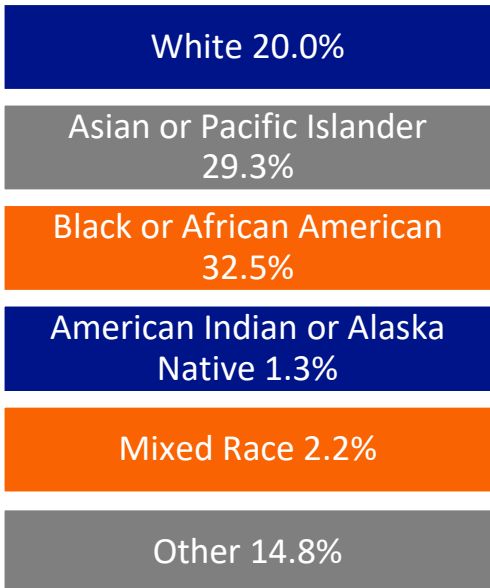 White 20.0%
Asian or Pacific Islander
29.3%
Black or African American
32.5%
American Indian or Alaska
Native 1.3%
Mixed Race 2.2%
Other 14.8%